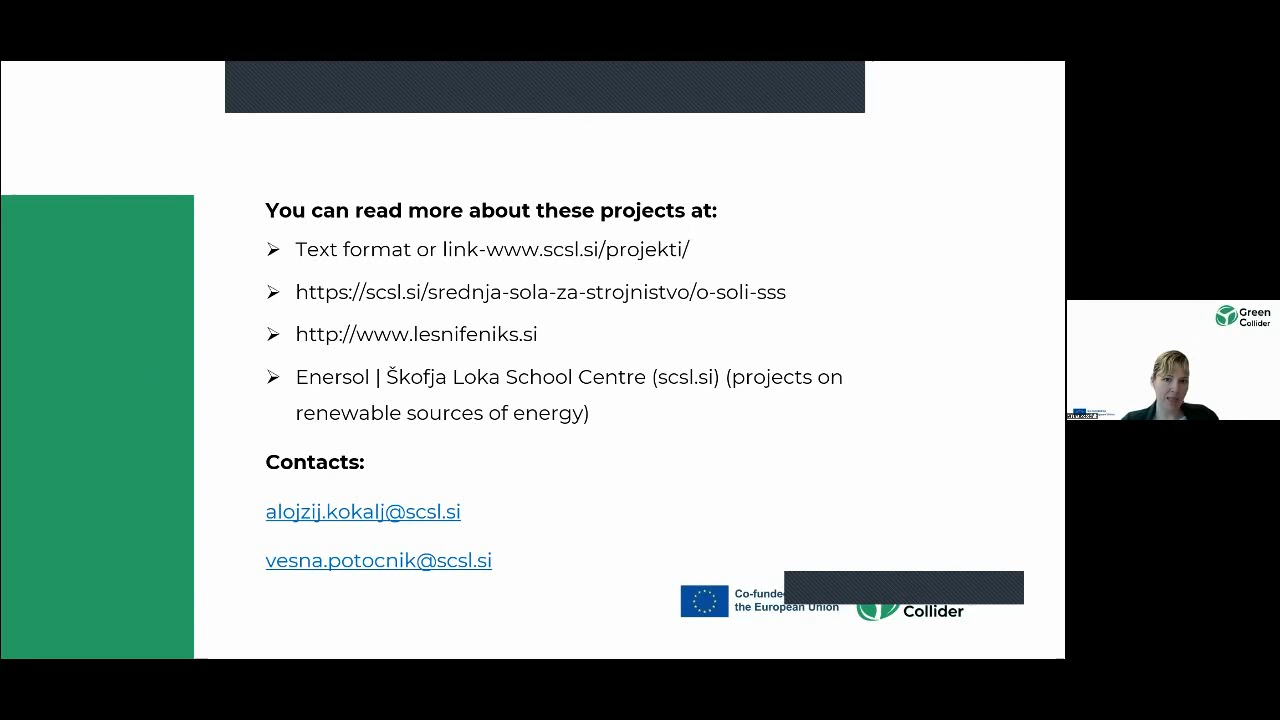 You can read more about these projects at:
➢ Text format or link-www.scsl.si/projekti/
➢ https://scsl.si/srednja-sola-za-strojnistvo/o-soli-sss
➢ http://www.lesnifeniks.si
➢ Enersol | Škofja Loka School Centre (scsl.si) (projects on
renewable sources of energy)
Contacts:
alojzij.kokalj@scsl.si
vesna.potocnik@scsl.si
the European Union
Collider
Green
Collider